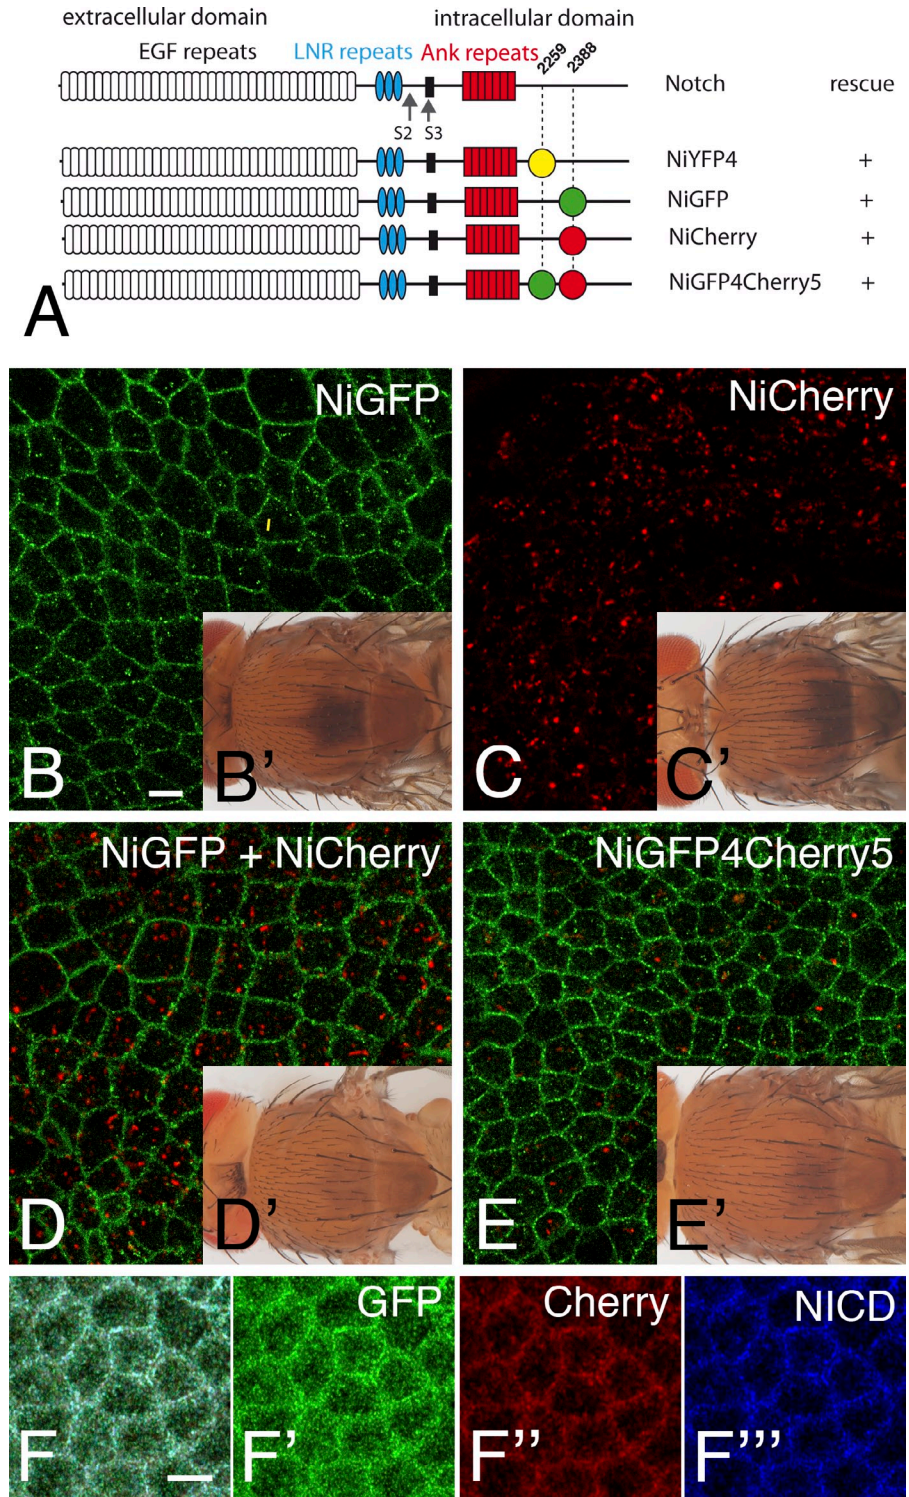 extracellular domain intracellular domain
EGF repeats LNR repeats Ank repeats 2259 2388
Notch rescue
S2 S3
NiYFP4 +
NiGFP +
NiCherry +
NiGFP4Cherry5 +
A
NiGFP NiCherry
B B’ C C’
NiGFP + NiCherry NiGFP4Cherry5
D D’ E E’
GFP Cherry NICD
F F’ F’’ F’’’